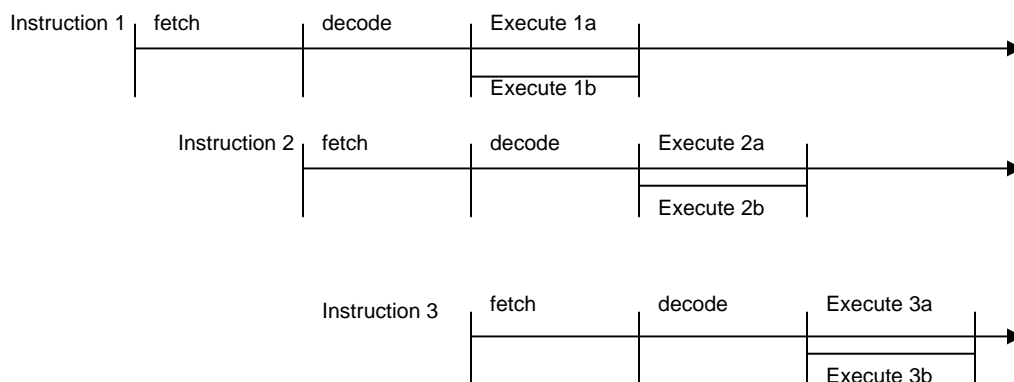 Instruction 1 fetch decode Execute 1a
Execute 1b
Instruction 2 fetch decode Execute 2a
Execute 2b
Instruction 3 fetch decode Execute 3a
Execute 3b